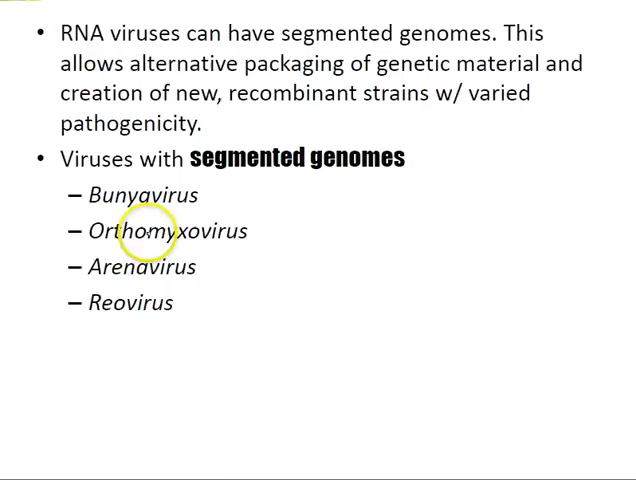 • RNA viruses can have segmented genomes. This
allows alternative packaging of genetic material and
creation of new, recombinant strains w/ varied
pathogenicity.
• Viruses with segmented genomes
– Bunyavirus
– Orthomyxovirus
– Arenavirus
– Reovirus